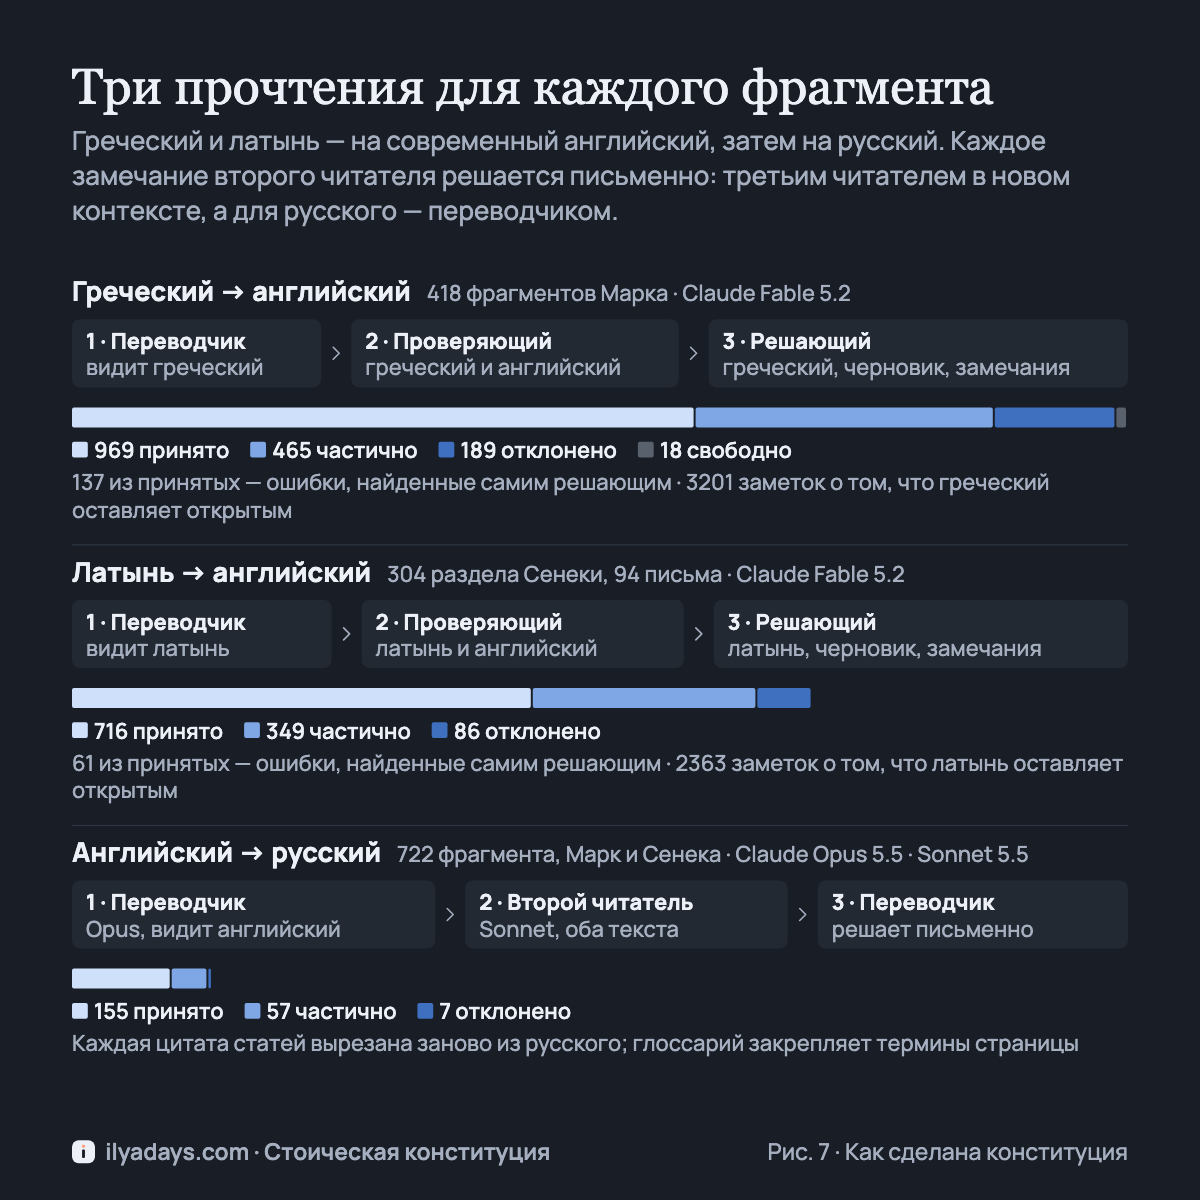 Три прочтения для каждого фрагмента
Греческий и латынь — на современный английский, затем на русский. Каждое
замечание второго читателя решается письменно: третьим читателем в новом
контексте, а для русского — переводчиком.
Греческий → английский 418 фрагментов Марка · Claude Fable 5.2
1 · Переводчик
видит греческий
2 · Проверяющий
греческий и английский
3 · Решающий
греческий, черновик, замечания
969 принято 465 частично 189 отклонено 18 свободно
137 из принятых — ошибки, найденные самим решающим · 3201 заметок о том, что греческий
оставляет открытым
Латынь → английский 304 раздела Сенеки, 94 письма · Claude Fable 5.2
1 · Переводчик
видит латынь
2 · Проверяющий
латынь и английский
3 · Решающий
латынь, черновик, замечания
716 принято 349 частично 86 отклонено
61 из принятых — ошибки, найденные самим решающим · 2363 заметок о том, что латынь оставляет
открытым
Английский → русский 722 фрагмента, Марк и Сенека · Claude Opus 5.5 · Sonnet 5.5
1 · Переводчик
Opus, видит английский
2 · Второй читатель
Sonnet, оба текста
3 · Переводчик
решает письменно
155 принято 57 частично 7 отклонено
Каждая цитата статей вырезана заново из русского; глоссарий закрепляет термины страницы
i ilyadays.com · Стоическая конституция
Рис. 7 · Как сделана конституция